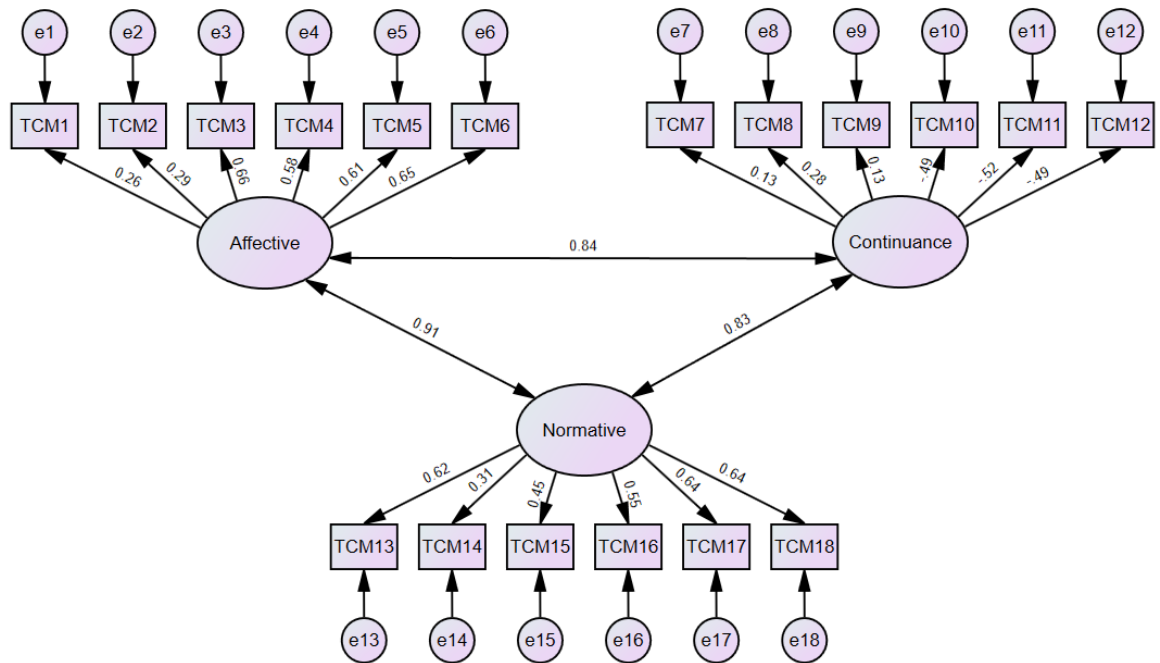 e1 e2 e3 e4 e5 e6 e7 e8 e9 e10 e11 e12
TCM1 TCM2 TCM3 TCM4 TCM5 TCM6 TCM7 TCM8 TCM9 TCM10 TCM11 TCM12
0.26 0.29 0.66 0.58 0.61 0.65 0.13 0.28 0.13 -.49 -.52 -.49
Affective Continuance
0.84
0.91 0.83
Normative
0.62 0.31 0.45 0.55 0.64 0.64
TCM13 TCM14 TCM15 TCM16 TCM17 TCM18
e13 e14 e15 e16 e17 e18